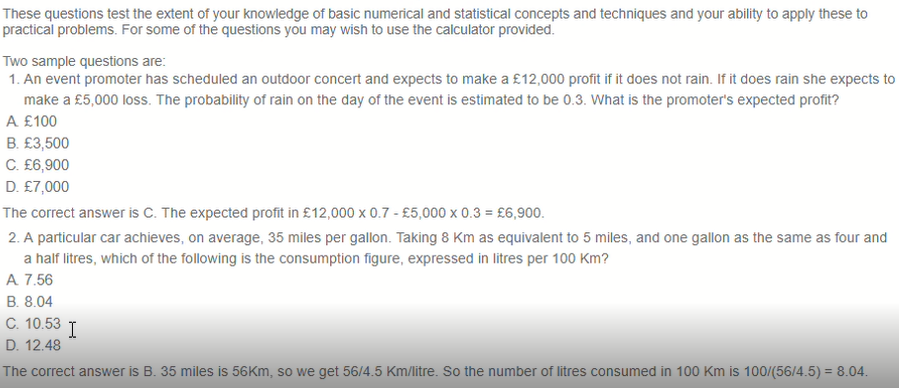 These questions test the extent of your knowledge of basic numerical and statistical concepts and techniques and your ability to apply these to
practical problems. For some of the questions you may wish to use the calculator provided.
Two sample questions are:
1. An event promoter has scheduled an outdoor concert and expects to make a £12,000 profit if it does not rain. If it does rain she expects to
make a £5,000 loss. The probability of rain on the day of the event is estimated to be 0.3. What is the promoter's expected profit?
A. £100
B. £3,500
C. £6,900
D. £7,000
The correct answer is C. The expected profit in £12,000 x 0.7 - £5,000 x 0.3 = £6,900.
2. A particular car achieves, on average, 35 miles per gallon. Taking 8 Km as equivalent to 5 miles, and one gallon as the same as four and
a half litres, which of the following is the consumption figure, expressed in litres per 100 Km?
A. 7.56
B. 8.04
C. 10.53
D. 12.48
The correct answer is B. 35 miles is 56Km, so we get 56/4.5 Km/litre. So the number of litres consumed in 100 Km is 100/(56/4.5) = 8.04.